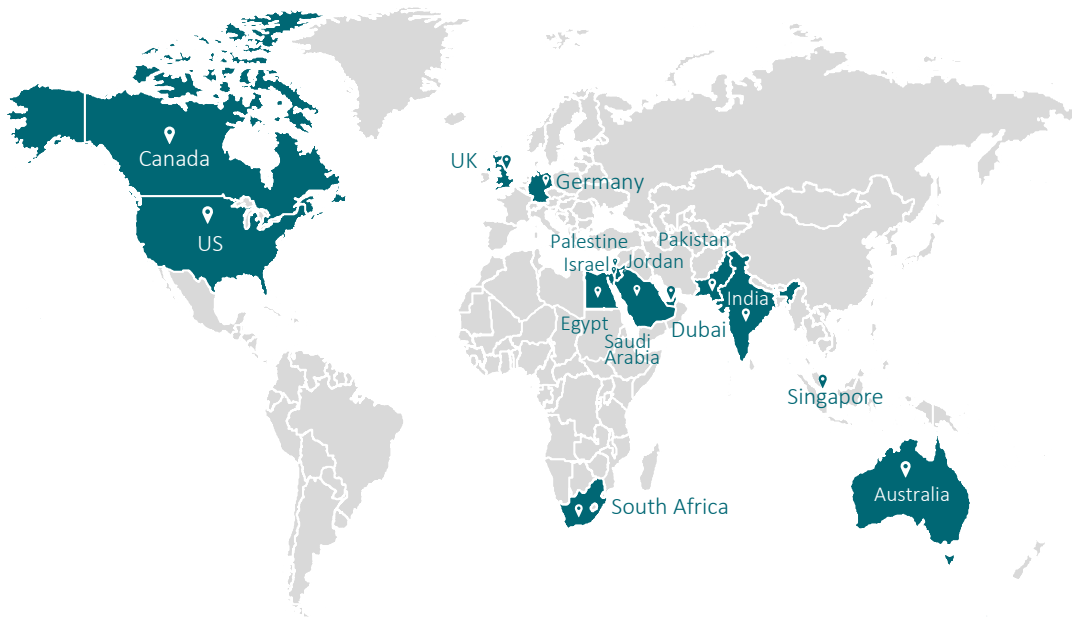 Canada
US
UK
Germany
Palestine
Pakistan
Israel
Jordan
India
Egypt
Dubai
Saudi
Arabia
Singapore
Australia
South Africa